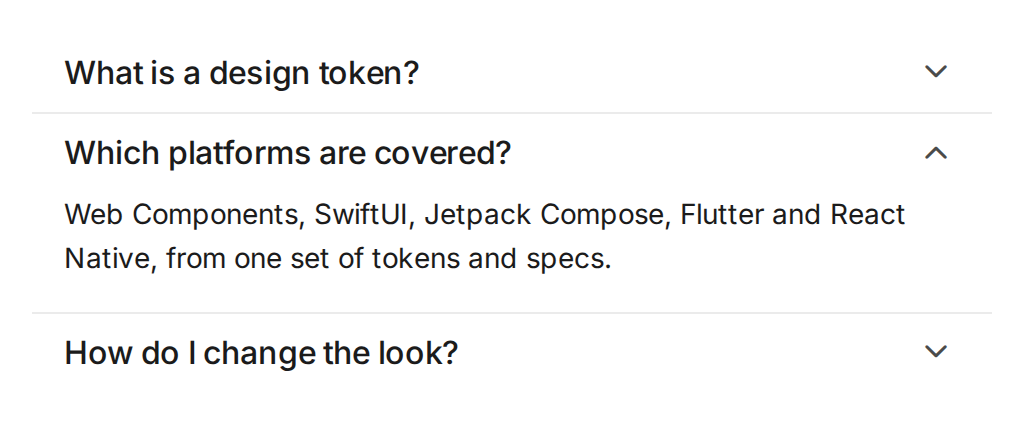 What is a design token?
Which platforms are covered?
Web Components, SwiftUI, Jetpack Compose, Flutter and React
Native, from one set of tokens and specs.
How do I change the look?